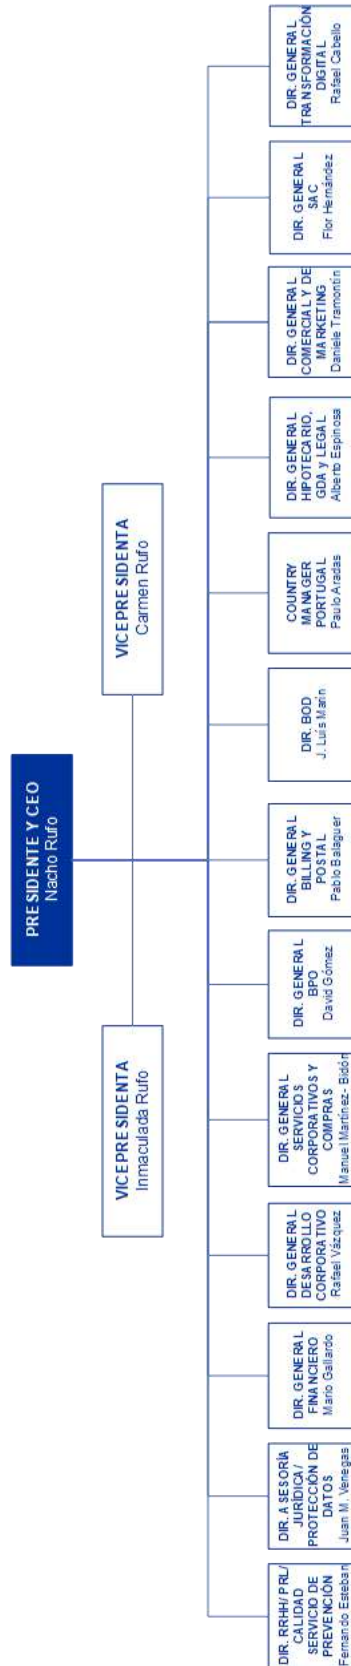 PRESIDENTE Y CEO
Nacho Rufo
VICEPRESIDENTA
Inmaculada Rufo
VICEPRESIDENTA
Carmen Rufo
DIR. RRHH/ PRL/
CALIDAD
SERVICIO DE
PREVENCIÓN
Fernando Esteban
DIR. ASESORÍA
JURÍDICA /
PROTECCIÓN DE
DATOS
Juan M. Venegas
DIR. GENERAL
FINANCIERO
Mario Gallardo
DIR. GENERAL
DESARROLLO
CORPORATIVO
Rafael Vázquez
DIR. GENERAL
SERVICIOS
CORPORATIVOS Y
COMPRAS
Manuel Martínez- Bidón
DIR. GENERAL
BPO
David Gómez
DIR. GENERAL
BILLING Y
POSTAL
Pablo Balaguer
DIR. BOD
J. Luis Marín
COUNTRY
MANAGER
PORTUGAL
Paulo Aradas
DIR. GENERAL
HIPOTECARIO,
GDA y LEGAL
Alberto Espinosa
DIR. GENERAL
COMERCIAL Y DE
MARKETING
Daniele Tramontin
DIR. GENERAL
SAC
Flor Hernández
DIR. GENERAL
TRANSFORMACIÓN
DIGITAL
Rafael Cabello